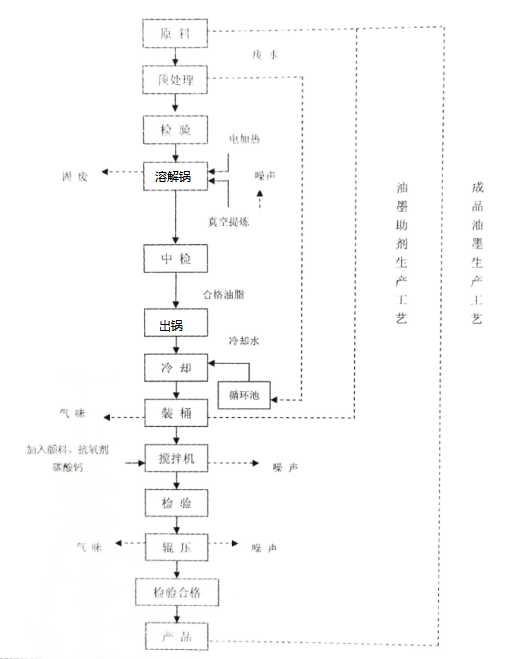 原料
废水
预处理
检验
电加热
固废
溶解锅
噪声
真空提炼
中检
合格油脂
出锅
冷却水
冷却
循环池
气味
装桶
加入颜料、抗氧剂
碳酸钙
搅拌机
噪声
检验
气味
辊压
噪声
检验合格
产品
油墨助剂生产工艺
成品油墨生产工艺